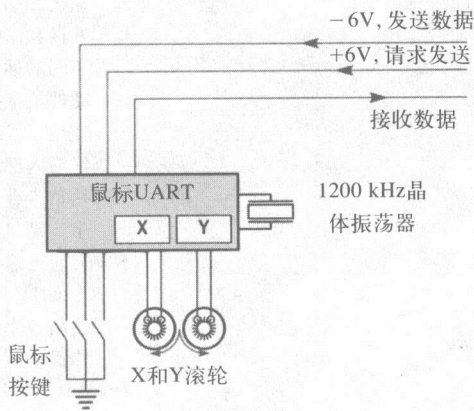 －6V, 发送数据
+6V, 请求发送
接收数据
鼠标UART
X Y
1200 kHz晶
体振荡器
鼠标
按键
X和Y滚轮